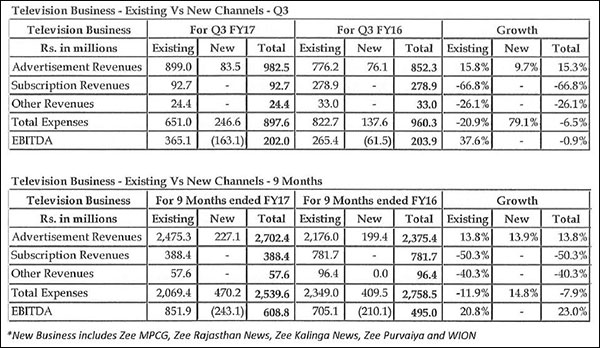 Television Business - Existing Vs New Channels - Q3
Television Business For Q3 FY17 For Q3 FY16 Growth
Rs. in millions Existing New Total Existing New Total Existing New Total
Advertisement Revenues 899.0 83.5 982.5 776.2 76.1 852.3 15.8% 9.7% 15.3%
Subscription Revenues 92.7 - 92.7 278.9 - 278.9 -66.8% - -66.8%
Other Revenues 24.4 - 24.4 33.0 - 33.0 -26.1% - -26.1%
Total Expenses 651.0 246.6 897.6 822.7 137.6 960.3 -20.9% 79.1% -6.5%
EBITDA 365.1 (163.1) 202.0 265.4 (61.5) 203.9 37.6% - -0.9%
Television Business - Existing Vs New Channels - 9 Months
Television Business For 9 Months ended FY17 For 9 Months ended FY16 Growth
Rs. in millions Existing New Total Existing New Total Existing New Total
Advertisement Revenues 2,475.3 227.1 2,702.4 2,176.0 199.4 2,375.4 13.8% 13.9% 13.8%
Subscription Revenues 388.4 - 388.4 781.7 - 781.7 -50.3% - -50.3%
Other Revenues 57.6 - 57.6 96.4 0.0 96.4 -40.3% - -40.3%
Total Expenses 2,069.4 470.2 2,539.6 2,349.0 409.5 2,758.5 -11.9% 14.8% -7.9%
EBITDA 851.9 (243.1) 608.8 705.1 (210.1) 495.0 20.8% - 23.0%
*New Business includes Zee MPCG, Zee Rajasthan News, Zee Kalinga News, Zee Purvaiya and WION